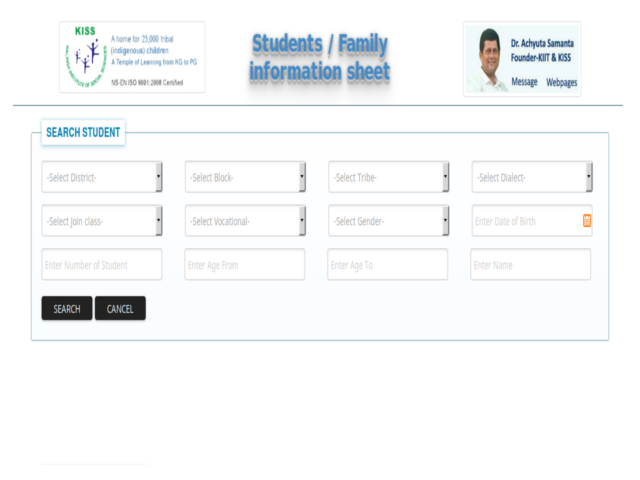 KISS
A home for 25,000 tribal
(indigenous) children
A Temple of Learning from KG to PG
NS-EN ISO 9001:2008 Certified
Students / Family
information sheet
Dr. Achyuta Samanta
Founder-KIIT & KISS
Message Webpages
SEARCH STUDENT
-Select District- -Select Block- -Select Tribe- -Select Dialect-
-Select Join class- -Select Vocational- -Select Gender- Enter Date of Birth
Enter Number of Student Enter Age From Enter Age To Enter Name
SEARCH CANCEL